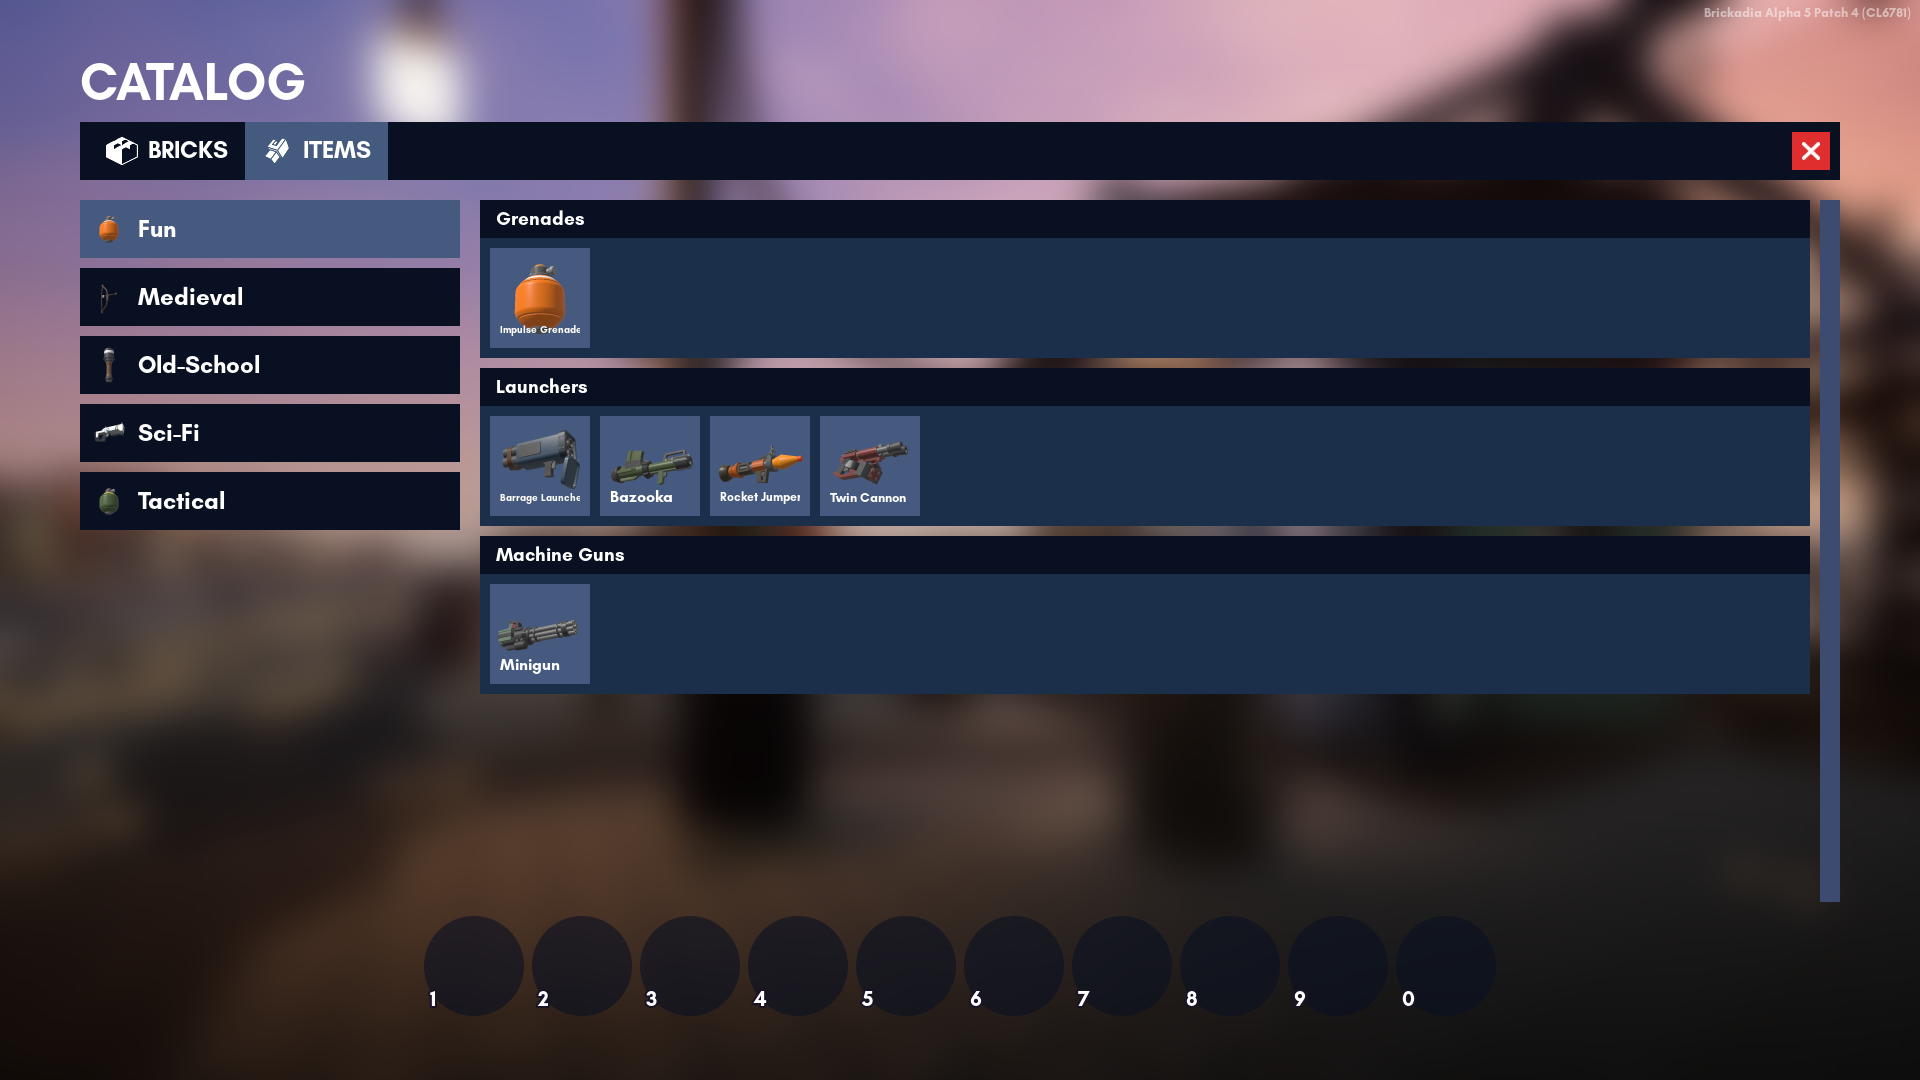 Brickadia Alpha 5 Patch 4 (CL6781)
CATALOG
BRICKS
ITEMS
Fun
Medieval
Old-School
Sci-Fi
Tactical
Grenades
Impulse Grenade
Launchers
Barrage Launche
Bazooka
Rocket Jumper
Twin Cannon
Machine Guns
Minigun
1 2 3 4 5 6 7 8 9 0